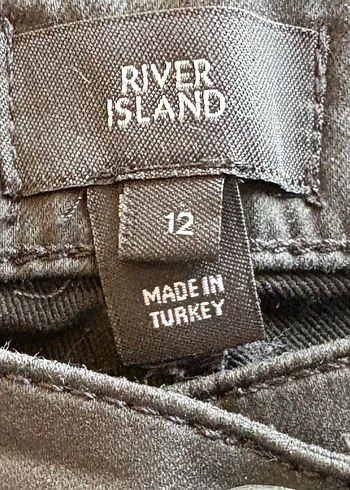 RIVER
ISLAND
12
MADE IN
TURKEY